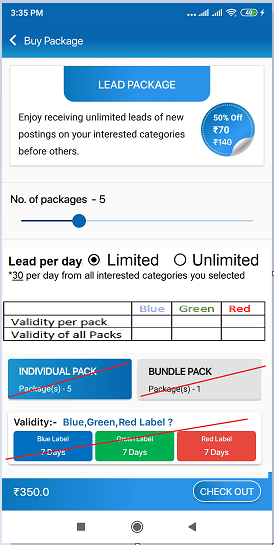 3:35 PM
40
Buy Package
LEAD PACKAGE
Enjoy receiving unlimited leads of new
postings on your interested categories
before others.
50% Off
₹70
₹140
No. of packages - 5
Lead per day Limited Unlimited
*30 per day from all interested categories you selected
Blue Green Red
Validity per pack
Validity of all Packs
INDIVIDUAL PACK
Package(s) - 5
BUNDLE PACK
Package(s) - 1
Validity:- Blue,Green,Red Label ?
Blue Label
7 Days
Green Label
7 Days
Red Label
7 Days
₹350.0
CHECK OUT